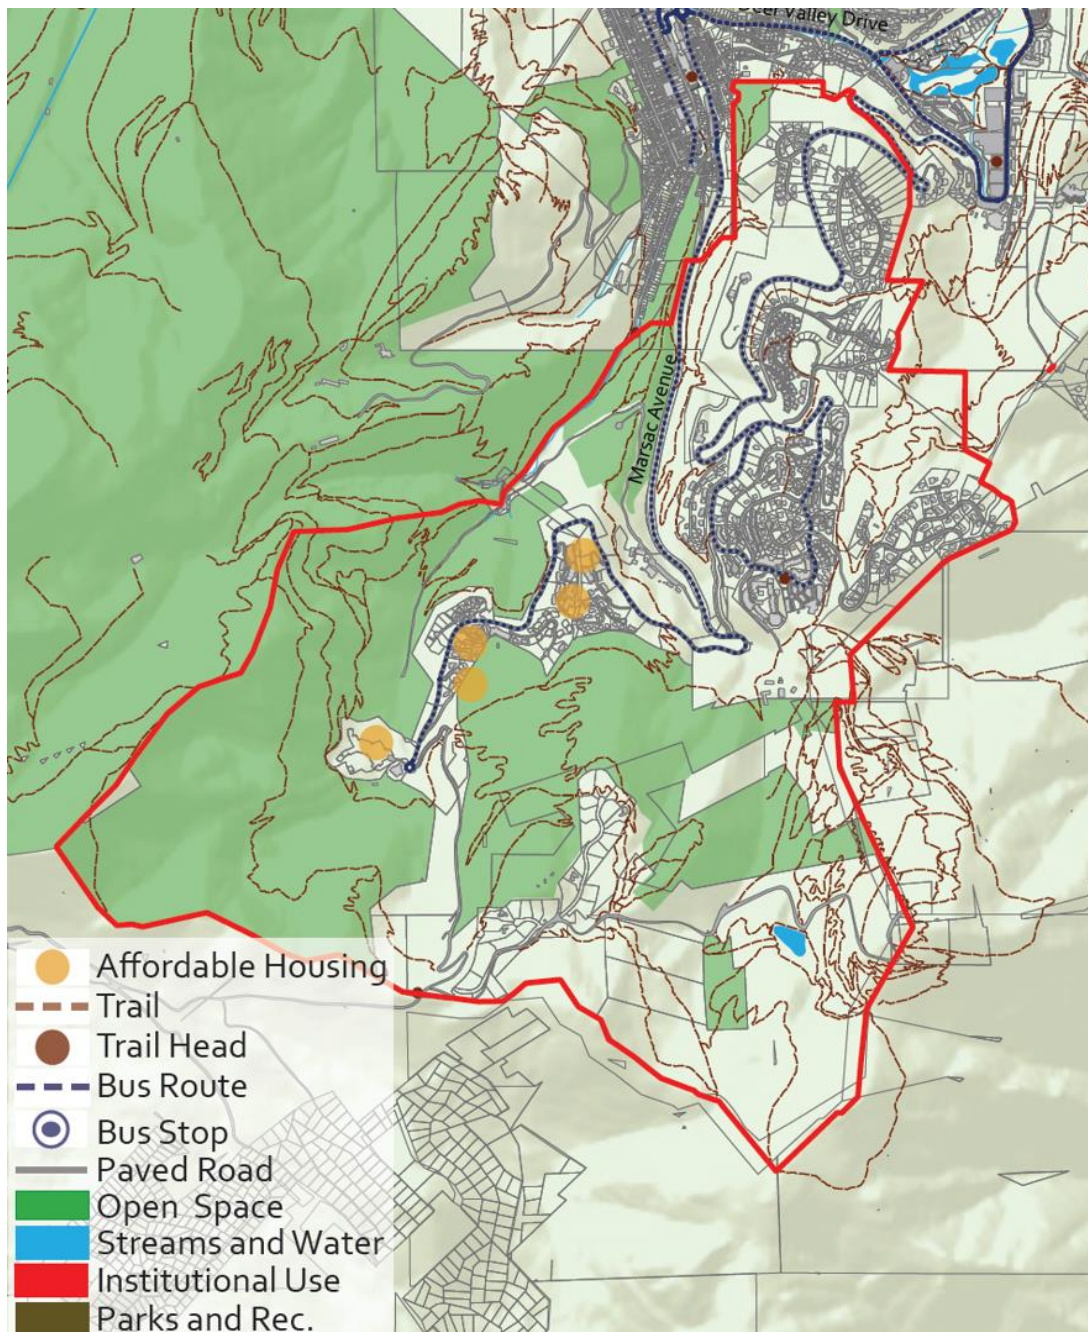 Deer Valley Drive
Marsac Avenue
Affordable Housing
Trail
Trail Head
Bus Route
Bus Stop
Paved Road
Open Space
Streams and Water
Institutional Use
Parks and Rec.